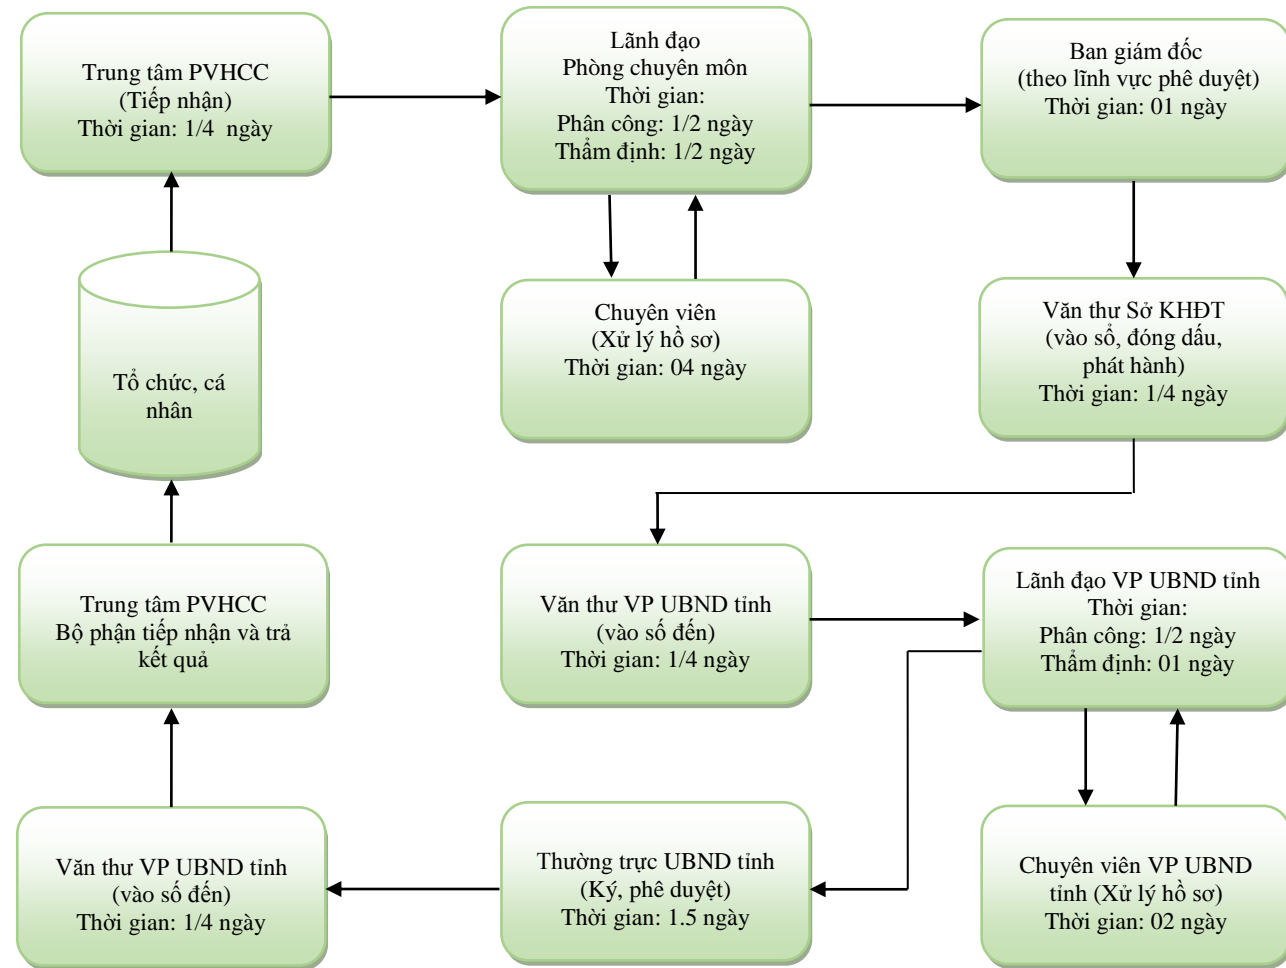 Trung tâm PVHCC
(Tiếp nhận)
Thời gian: 1/4 ngày
Lãnh đạo
Phòng chuyên môn
Thời gian:
Phân công: 1/2 ngày
Thẩm định: 1/2 ngày
Ban giám đốc
(theo lĩnh vực phê duyệt)
Thời gian: 01 ngày
Chuyên viên
(Xử lý hồ sơ)
Thời gian: 04 ngày
Văn thư Sở KHĐT
(vào sổ, đóng dấu,
phát hành)
Thời gian: 1/4 ngày
Tổ chức, cá
nhân
Trung tâm PVHCC
Bộ phận tiếp nhận và trả
kết quả
Văn thư VP UBND tỉnh
(vào số đến)
Thời gian: 1/4 ngày
Lãnh đạo VP UBND tỉnh
Thời gian:
Phân công: 1/2 ngày
Thẩm định: 01 ngày
Văn thư VP UBND tỉnh
(vào số đến)
Thời gian: 1/4 ngày
Thường trực UBND tỉnh
(Ký, phê duyệt)
Thời gian: 1.5 ngày
Chuyên viên VP UBND
tỉnh (Xử lý hồ sơ)
Thời gian: 02 ngày